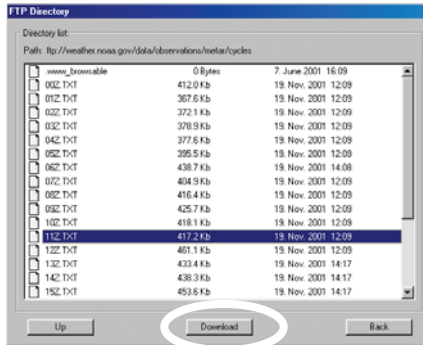 FTP Directory
Directory list:
Path: ftp://weather.noaa.gov/data/observations/metar/cycles
.www_browsable 0 Bytes 7. June 2001 16:09
00Z.TXT 412.0 Kb 19. Nov. 2001 12:09
01Z.TXT 367.6 Kb 19. Nov. 2001 12:09
02Z.TXT 372.1 Kb 19. Nov. 2001 12:09
03Z.TXT 378.9 Kb 19. Nov. 2001 12:09
04Z.TXT 377.6 Kb 19. Nov. 2001 12:09
05Z.TXT 395.5 Kb 19. Nov. 2001 12:09
06Z.TXT 438.7 Kb 19. Nov. 2001 14:08
07Z.TXT 404.9 Kb 19. Nov. 2001 12:09
08Z.TXT 416.4 Kb 19. Nov. 2001 12:09
09Z.TXT 425.7 Kb 19. Nov. 2001 12:09
10Z.TXT 418.1 Kb 19. Nov. 2001 12:09
11Z.TXT 417.2 Kb 19. Nov. 2001 12:09
12Z.TXT 461.1 Kb 19. Nov. 2001 12:09
13Z.TXT 433.4 Kb 19. Nov. 2001 14:17
14Z.TXT 438.3 Kb 19. Nov. 2001 14:17
15Z.TXT 453.6 Kb 19. Nov. 2001 14:17
Up Download Back